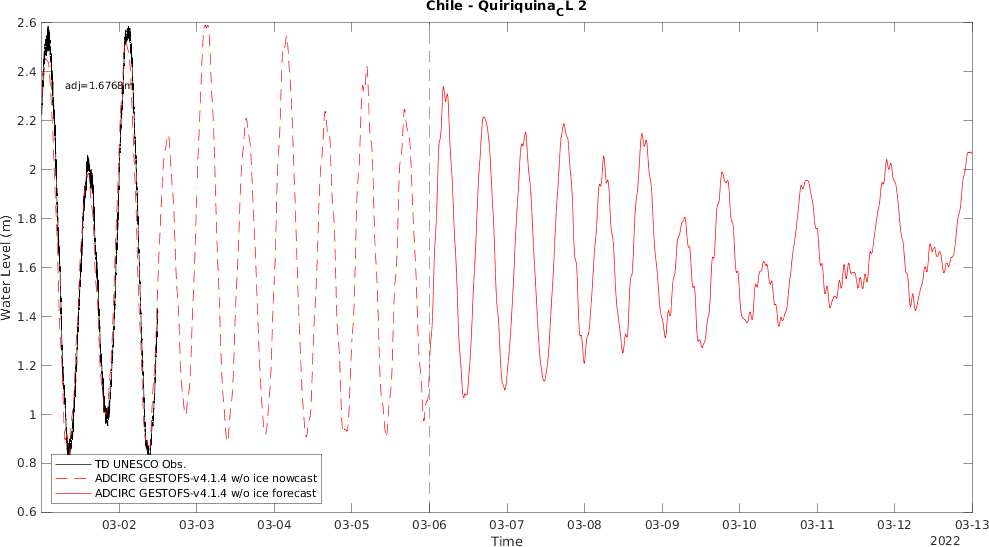 Chile - Quiriquina_CL 2
Water Level (m)
2.6
2.4
2.2
2
1.8
1.6
1.4
1.2
1
0.8
0.6
adj=1.6768m
TD UNESCO Obs.
ADCIRC GESTOFS-v4.1.4 w/o ice nowcast
ADCIRC GESTOFS-v4.1.4 w/o ice forecast
03-02 03-03 03-04 03-05 03-06 03-07 03-08 03-09 03-10 03-11 03-12 03-13
Time
2022